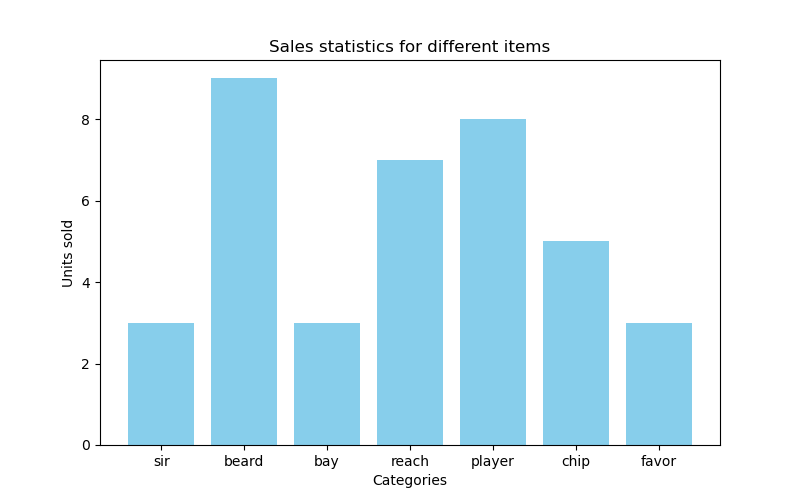 Sales statistics for different items
Units sold
8
6
4
2
0
sir beard bay reach player chip favor
Categories